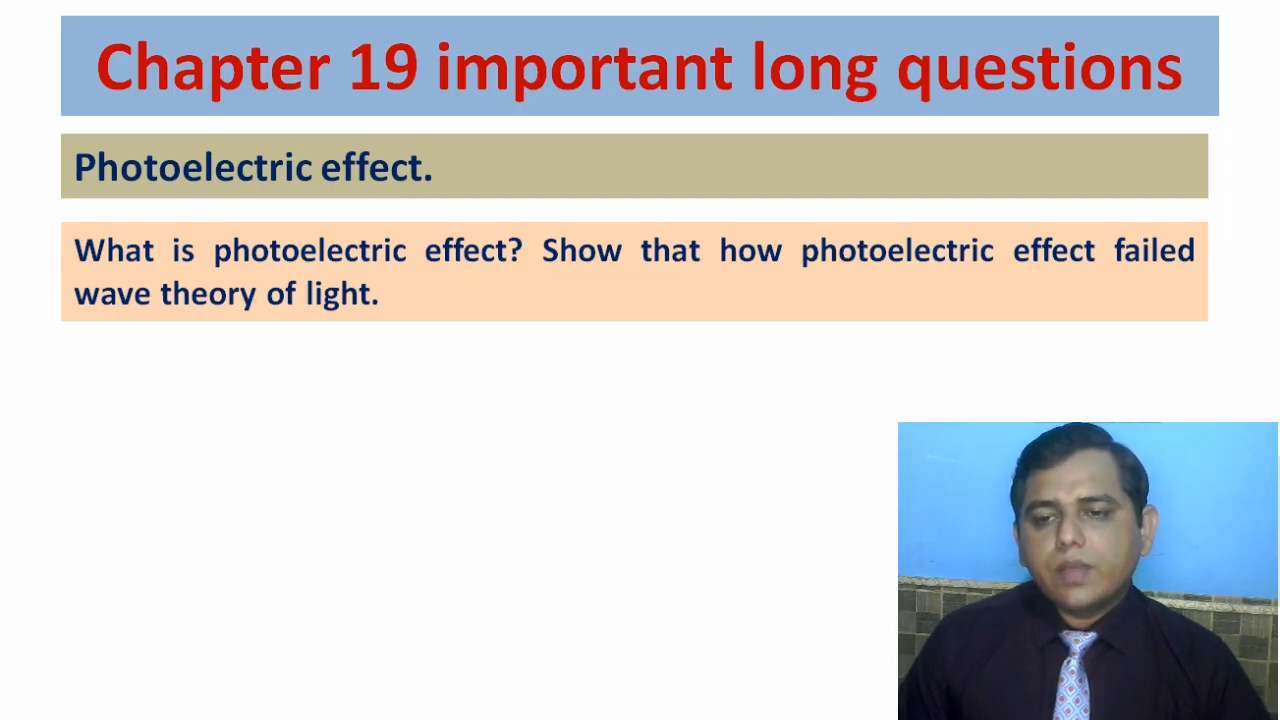 Chapter 19 important long questions
Photoelectric effect.
What is photoelectric effect? Show that how photoelectric effect failed
wave theory of light.